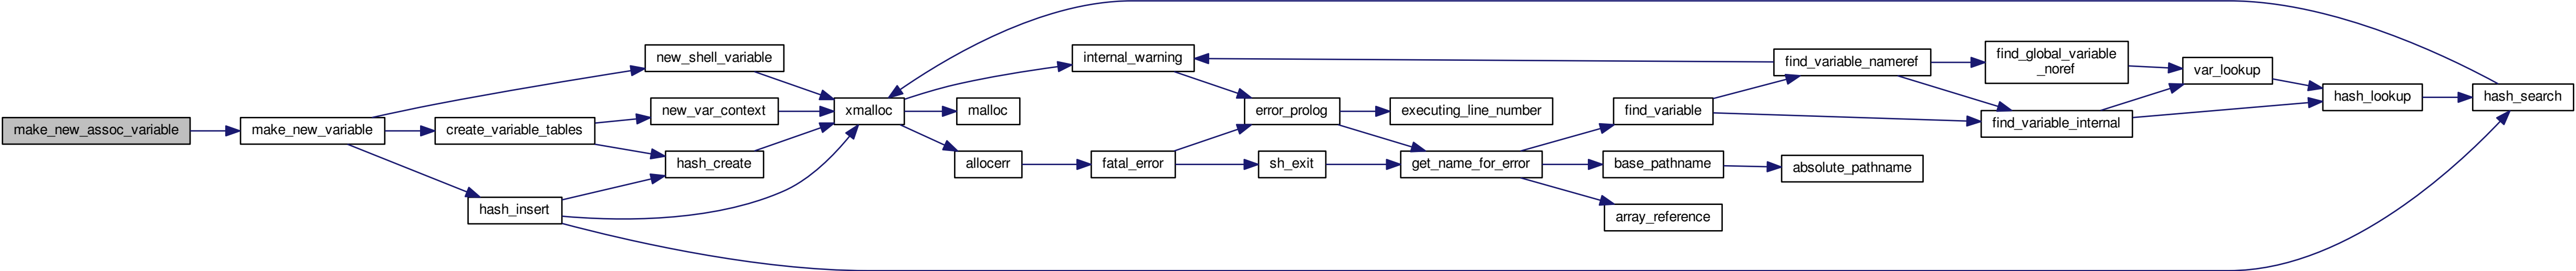 make_new_assoc_variable
make_new_variable
new_shell_variable
create_variable_tables
hash_insert
new_var_context
hash_create
xmalloc
internal_warning
malloc
allocerr
fatal_error
error_prolog
sh_exit
executing_line_number
get_name_for_error
find_variable
base_pathname
array_reference
find_variable_nameref
absolute_pathname
find_global_variable
_noref
find_variable_internal
var_lookup
hash_lookup
hash_search